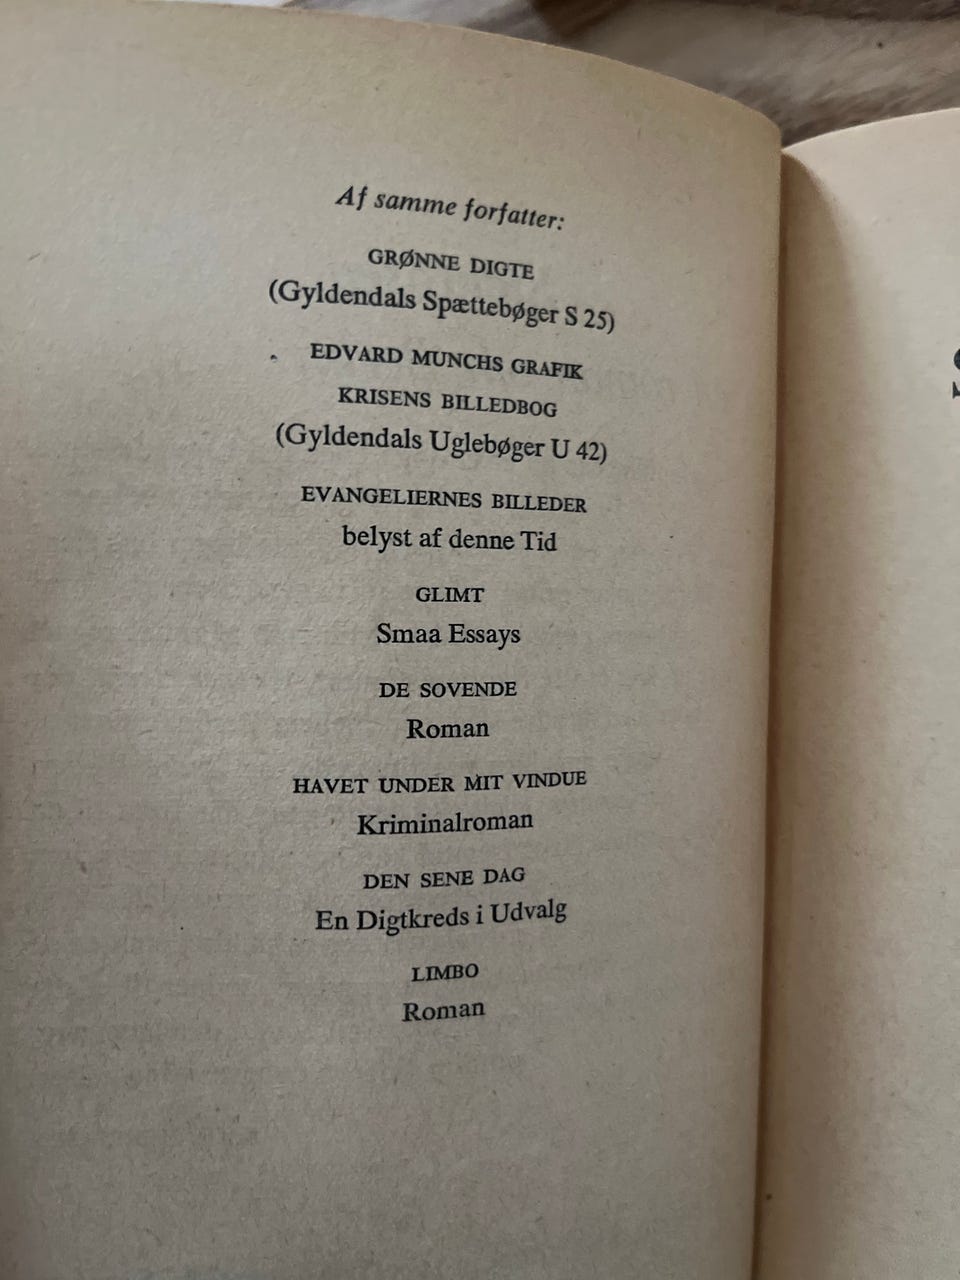 Af samme forfatter:
GRØNNE DIGTE
(Gyldendals Spættebøger S 25)
EDVARD MUNCHS GRAFIK
KRISENS BILLEDBOG
(Gyldendals Uglebøger U 42)
EVANGELIERNES BILLEDER
belyst af denne Tid
GLIMT
Smaa Essays
DE SOVENDE
Roman
HAVET UNDER MIT VINDUE
Kriminalroman
DEN SENE DAG
En Digtkreds i Udvalg
LIMBO
Roman